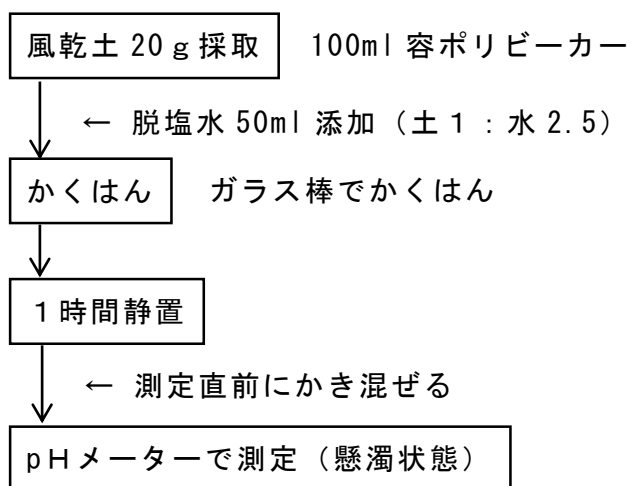 風乾土 20ｇ採取　100ml 容ポリビーカー
← 脱塩水 50ml 添加（土１：水 2.5）
かくはん　ガラス棒でかくはん
１時間静置
← 測定直前にかき混ぜる
pＨメーターで測定（懸濁状態）